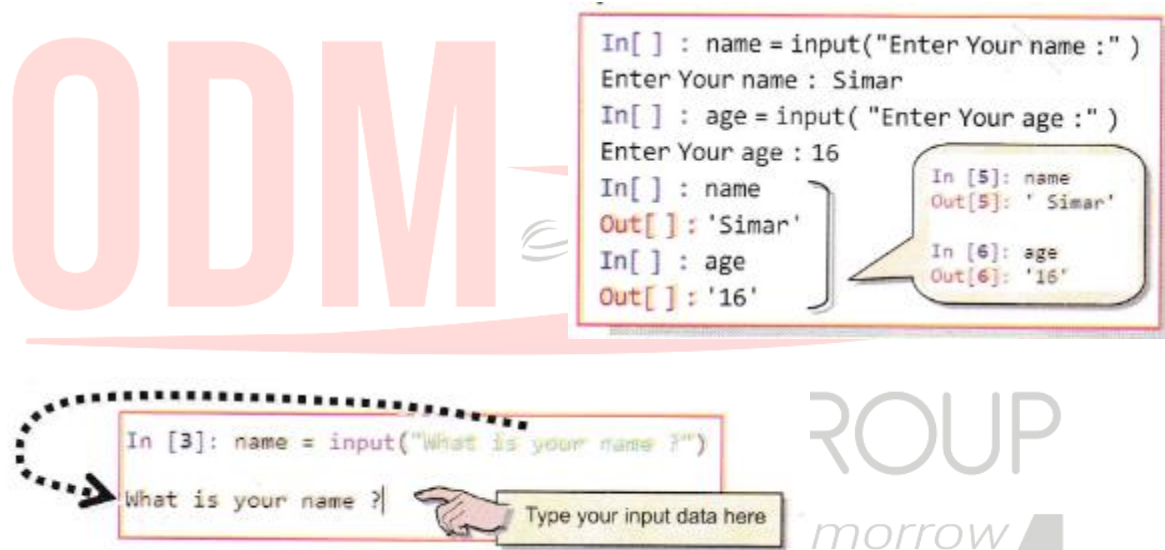 ODM
In[ ] : name = input("Enter Your name :" )
Enter Your name : Simar
In[ ] : age = input( "Enter Your age :" )
Enter Your age : 16
In[ ] : name
Out[ ] : 'Simar'
In[ ] : age
Out[ ] : '16'
In [5]: name
Out[5]: ' Simar'
In [6]: age
Out[6]: '16'
In [3]: name = input("What is your name ?")
What is your name ?
Type your input data here
ROUP
morrow